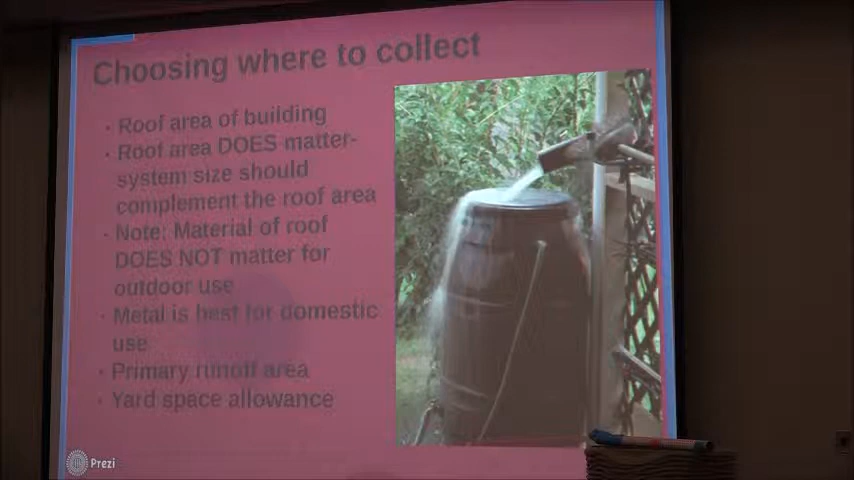 Choosing where to collect
• Roof area of building
• Roof area DOES matter-
system size should
complement the roof area
• Note: Material of roof
DOES NOT matter for
outdoor use
• Metal is best for domestic
use
• Primary runoff area
• Yard space allowance
Prezi